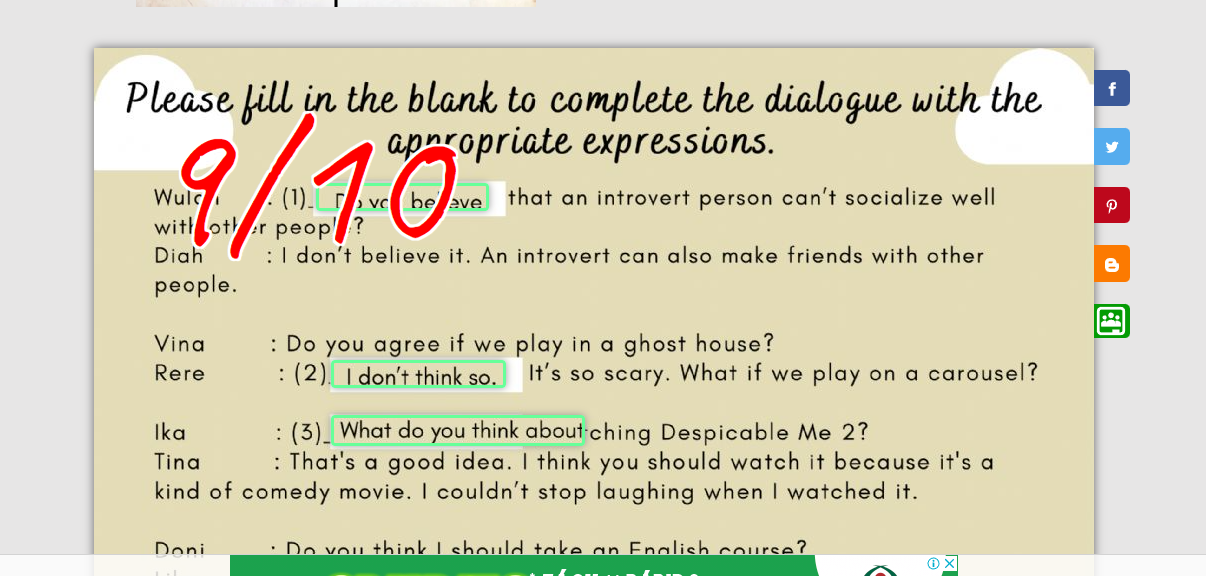 Please fill in the blank to complete the dialogue with the
appropriate expressions.
9/10
: (1) Do you believe that an introvert person can't socialize well
with other people?
Diah : I don't believe it. An introvert can also make friends with other
people.
Vina : Do you agree if we play in a ghost house?
Rere : (2) I don't think so. It's so scary. What if we play on a carousel?
Ika : (3) What do you think about ching Despicable Me 2?
Tina : That's a good idea. I think you should watch it because it's a
kind of comedy movie. I couldn't stop laughing when I watched it.
Doni : Do you think I should take an English course?